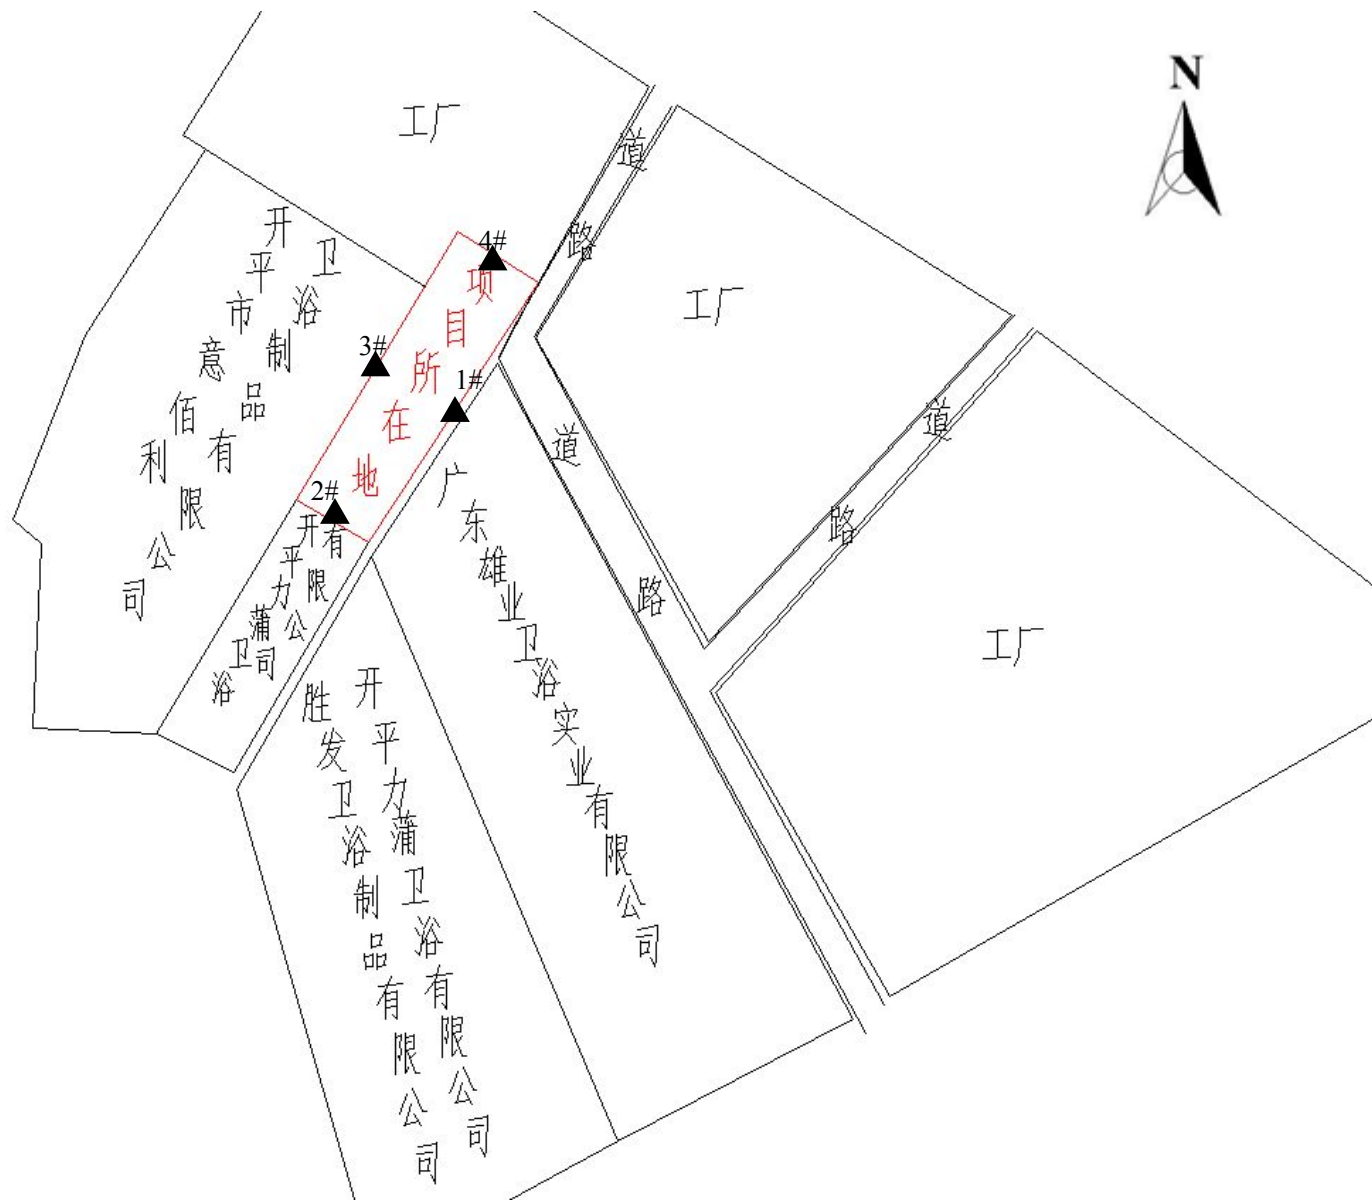 N
工厂
道路
工厂
4#
项目所在地
3#
1#
2#
开平市意佰利
卫浴制品有限公司
道路
道路
工厂
开平力蒲卫浴
有限公司
广东雄业卫浴实业有限公司
开平力蒲卫浴有限公司
胜发卫浴制品有限公司